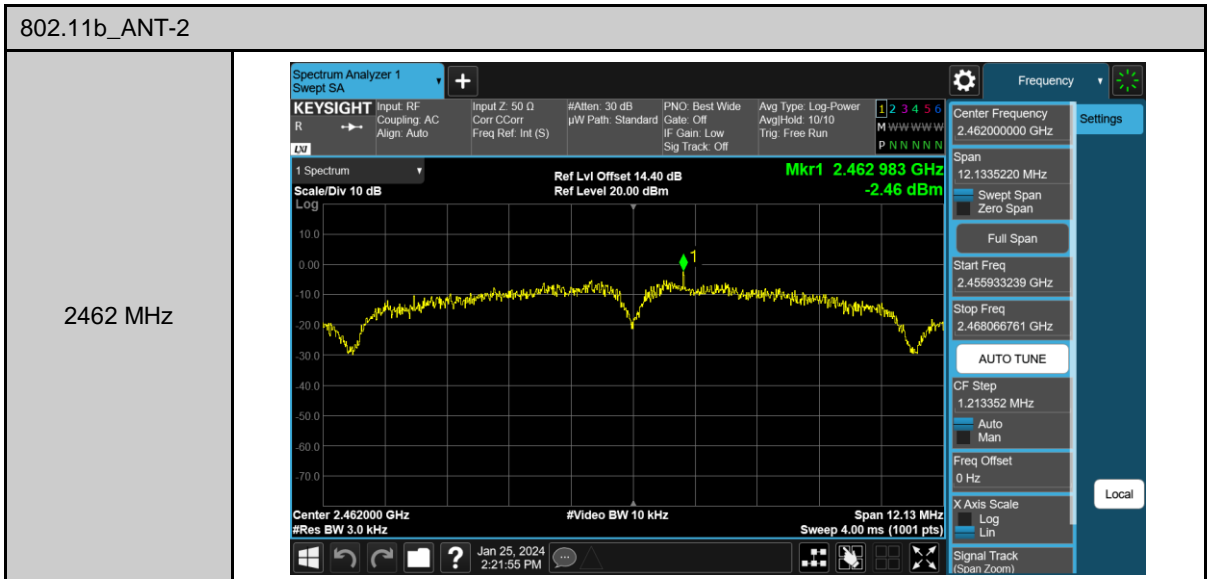 802.11b_ANT-2
2462 MHz
Spectrum Analyzer 1
Swept SA
Frequency
KEYSIGHT
R
LXI
Input: RF
Coupling: AC
Align: Auto
Input Z: 50 Ω
Corr CCorr
Freq Ref: Int (S)
#Atten: 30 dB
µW Path: Standard
PNO: Best Wide
Gate: Off
IF Gain: Low
Sig Track: Off
Avg Type: Log-Power
Avg|Hold: 10/10
Trig: Free Run
1 2 3 4 5 6
M W W W W W
P N N N N N
1 Spectrum
Scale/Div 10 dB
Log
Ref Lvl Offset 14.40 dB
Ref Level 20.00 dBm
Mkr1 2.462 983 GHz
-2.46 dBm
10.0
0.00
-10.0
-20.0
-30.0
-40.0
-50.0
-60.0
-70.0
1
Center 2.462000 GHz
#Res BW 3.0 kHz
#Video BW 10 kHz
Span 12.13 MHz
Sweep 4.00 ms (1001 pts)
Center Frequency
2.462000000 GHz
Settings
Span
12.1335220 MHz
Swept Span
Zero Span
Full Span
Start Freq
2.455933239 GHz
Stop Freq
2.468066761 GHz
AUTO TUNE
CF Step
1.213352 MHz
Auto
Man
Freq Offset
0 Hz
X Axis Scale
Log
Lin
Local
Signal Track
(Span Zoom)
?
Jan 25, 2024
2:21:55 PM